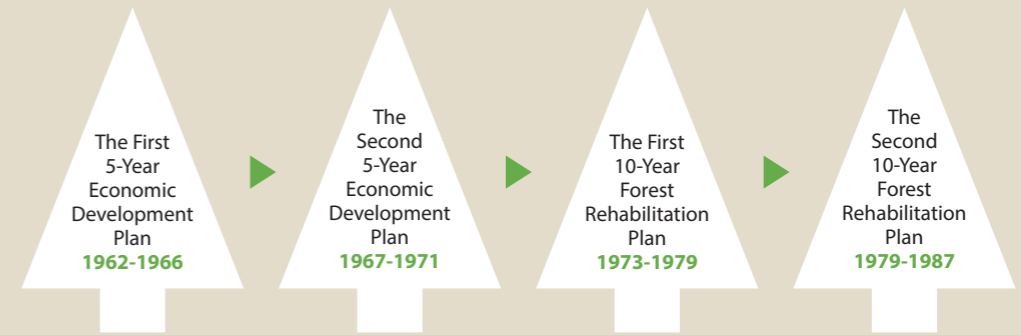 The First
5-Year
Economic
Development
Plan
1962-1966
The
Second
5-Year
Economic
Development
Plan
1967-1971
The First
10-Year
Forest
Rehabilitation
Plan
1973-1979
The
Second
10-Year
Forest
Rehabilitation
Plan
1979-1987